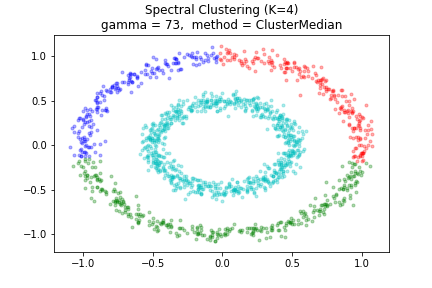 Spectral Clustering (K=4)
gamma = 73,  method = ClusterMedian
1.0
0.5
0.0
−0.5
−1.0
−1.0 −0.5 0.0 0.5 1.0